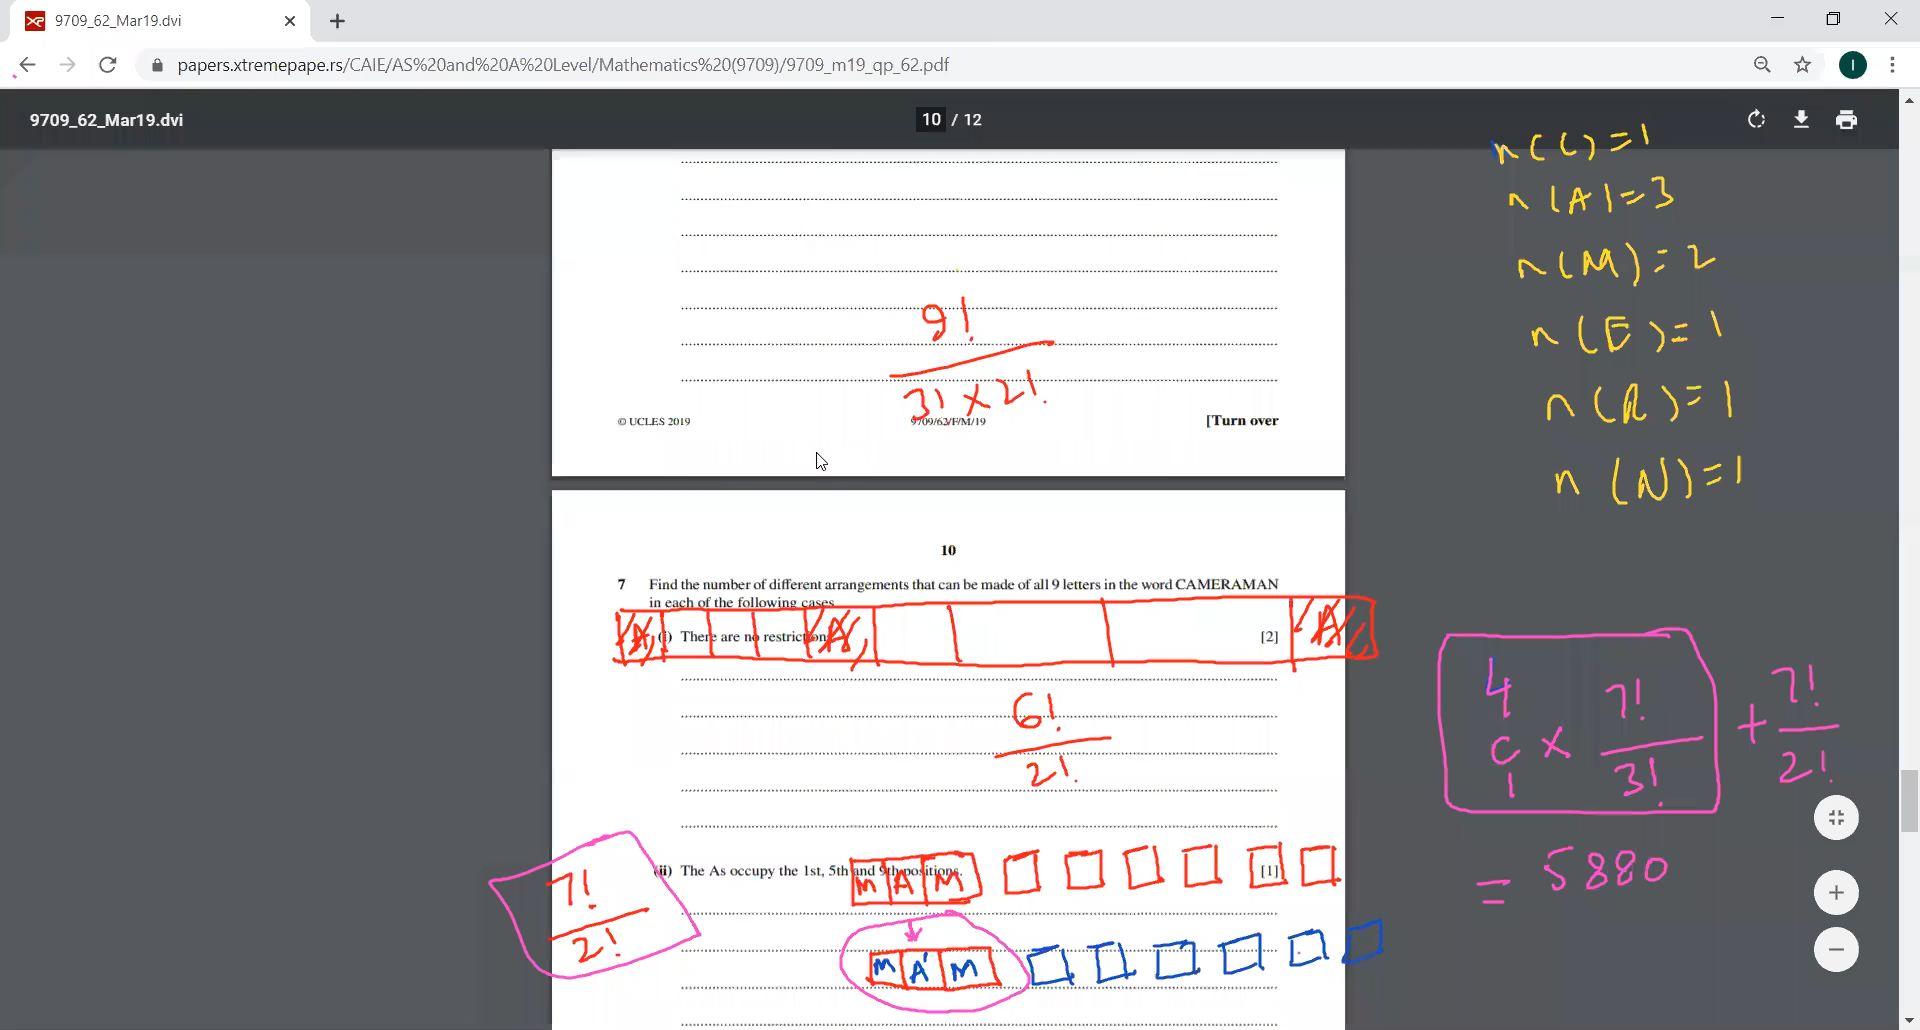 9709_62_Mar19.dvi
papers.xtremepape.rs/CAIE/AS%20and%20A%20Level/Mathematics%20(9709)/9709_m19_qp_62.pdf
I
9709_62_Mar19.dvi
10 / 12
n(C)=1
n(A)=3
n(M)=2
n(E)=1
n(R)=1
n(N)=1
9!
3! × 2!
© UCLES 2019
9709/62/F/M/19
[Turn over
10
7 Find the number of different arrangements that can be made of all 9 letters in the word CAMERAMAN
in each of the following cases.
A A A
(i) There are no restrictions. [2]
6!
2!
4C1 × 7!/3! + 7!/2!
= 5880
(ii) The As occupy the 1st, 5th and 9th positions. [1]
M A M
7!
2!
M A M